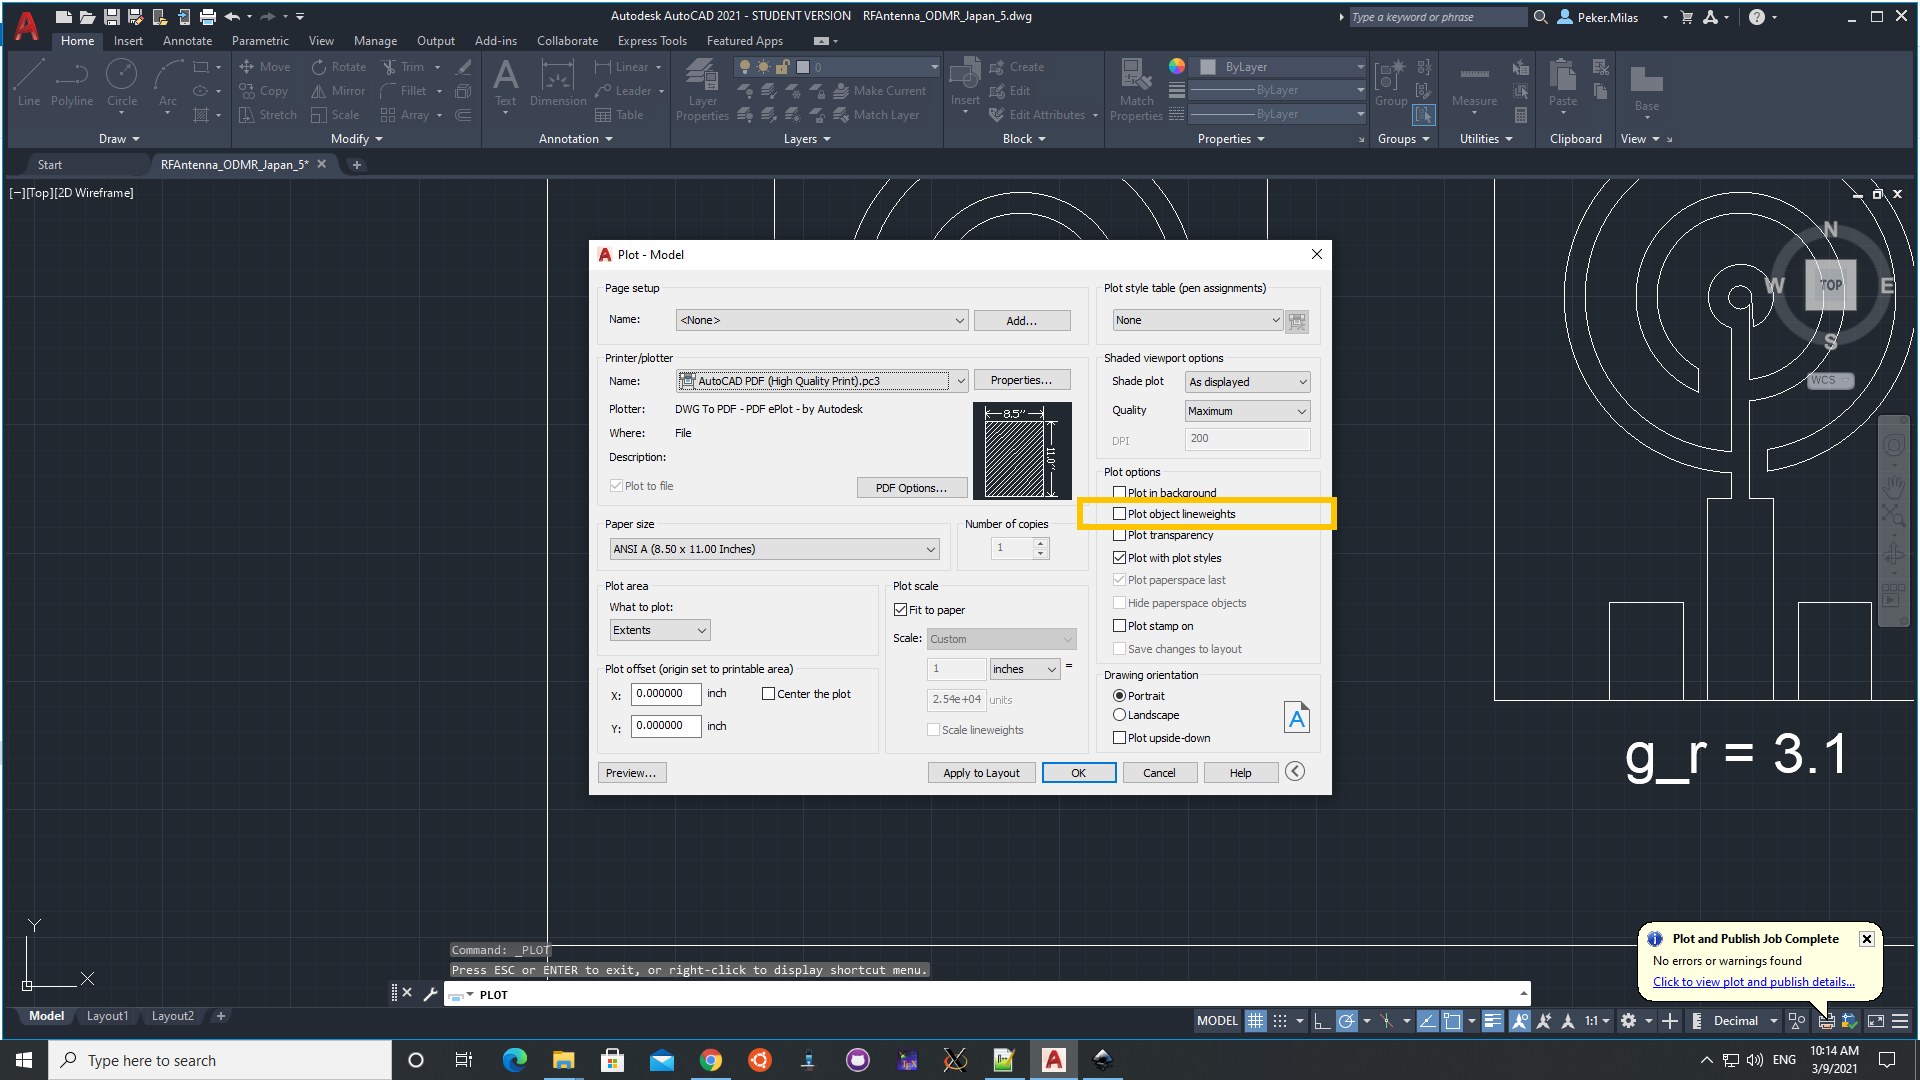 Autodesk AutoCAD 2021 - STUDENT VERSION RFAntenna_ODMR_Japan_5.dwg
Type a keyword or phrase
Peker.Milas
Home Insert Annotate Parametric View Manage Output Add-ins Collaborate Express Tools Featured Apps
Line Polyline Circle Arc
Draw
Move Rotate Trim
Copy Mirror Fillet
Stretch Scale Array
Modify
Text Dimension
Linear
Leader
Table
Annotation
Layer Properties
0
Make Current
Match Layer
Layers
Insert
Create
Edit
Edit Attributes
Block
Match Properties
ByLayer
ByLayer
ByLayer
Properties
Group
Groups
Measure
Utilities
Paste
Clipboard
Base
View
Start RFAntenna_ODMR_Japan_5*
[−][Top][2D Wireframe]
N
W TOP E
S
WCS
Plot - Model
Page setup
Name: <None> Add...
Printer/plotter
Name: AutoCAD PDF (High Quality Print).pc3 Properties...
Plotter: DWG To PDF - PDF ePlot - by Autodesk
Where: File
Description:
Plot to file
PDF Options...
8.5''
11.0''
Paper size
ANSI A (8.50 x 11.00 Inches)
Number of copies
1
Plot area
What to plot:
Extents
Plot scale
Fit to paper
Scale: Custom
1 inches =
2.54e+04 units
Scale lineweights
Plot offset (origin set to printable area)
X: 0.000000 inch Center the plot
Y: 0.000000 inch
Plot style table (pen assignments)
None
Shaded viewport options
Shade plot As displayed
Quality Maximum
DPI 200
Plot options
Plot in background
Plot object lineweights
Plot transparency
Plot with plot styles
Plot paperspace last
Hide paperspace objects
Plot stamp on
Save changes to layout
Drawing orientation
Portrait
Landscape
Plot upside-down
A
Preview... Apply to Layout OK Cancel Help
g_r = 3.1
Y
X
Command: _PLOT
Press ESC or ENTER to exit, or right-click to display shortcut menu.
PLOT
Plot and Publish Job Complete
No errors or warnings found
Click to view plot and publish details...
Model Layout1 Layout2
MODEL 1:1 Decimal
Type here to search
ENG
10:14 AM
3/9/2021